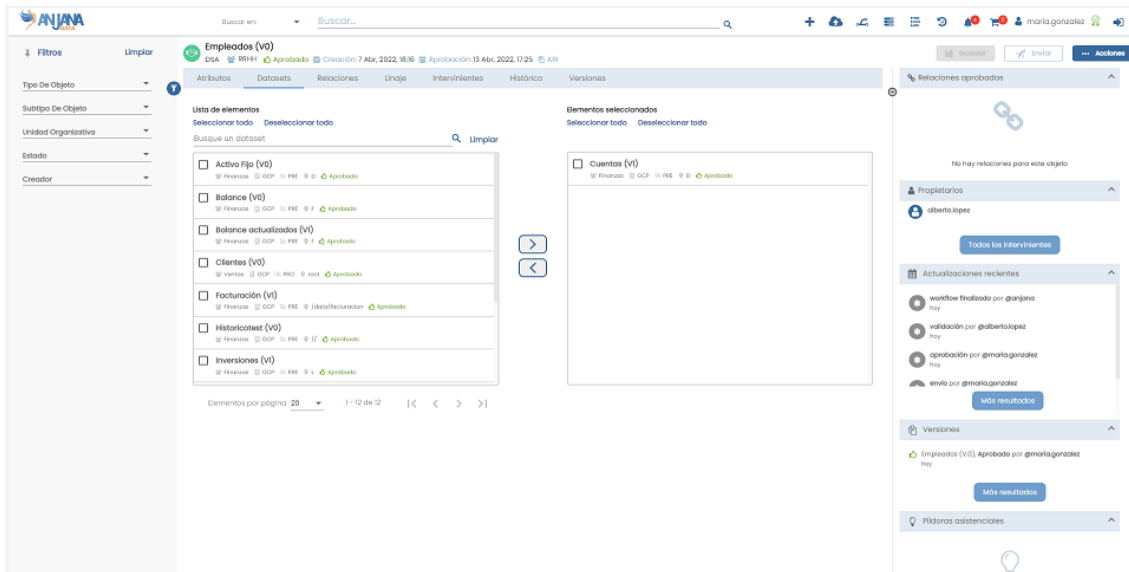 ANJANA
DATA
Buscar en:
Buscar...
maria.gonzalez
Filtros
Limpiar
Tipo De Objeto
Subtipo De Objeto
Unidad Organizativa
Estado
Creador
Empleados (V0)
DSA RRHH Aprobado Creación: 7 Abr, 2022, 18:16 Aprobación: 13 Abr, 2022, 17:25 ARI
Guardar
Enviar
Acciones
Atributos Datasets Relaciones Linaje Intervinientes Histórico Versiones
Lista de elementos
Seleccionar todo Deseleccionar todo
Busque un dataset
Limpiar
Activo Fijo (V0)
Finanzas GCP PRE D Aprobado
Balance (V0)
Finanzas GCP PRE F Aprobado
Balance actualizados (V1)
Finanzas GCP PRE F Aprobado
Clientes (V0)
Ventas GCP PRO root Aprobado
Facturación (V1)
Finanzas GCP PRE /data/facturacion Aprobado
Historicotest (V0)
Finanzas GCP PRE // Aprobado
Inversiones (V1)
Finanzas GCP PRE L Aprobado
Elementos por página 20 1 - 12 de 12
Elementos seleccionados
Seleccionar todo Deseleccionar todo
Cuentas (V1)
Finanzas GCP PRE Aprobado
Relaciones aprobadas
No hay relaciones para este objeto
Propietarios
alberto.lopez
Todos los intervinientes
Actualizaciones recientes
workflow finalizado por @anjana
hoy
validación por @alberto.lopez
hoy
aprobación por @maria.gonzalez
hoy
envío por @maria.gonzalez
Más resultados
Versiones
Empleados (V.0), Aprobado por @maria.gonzalez
hoy
Más resultados
Píldoras asistenciales